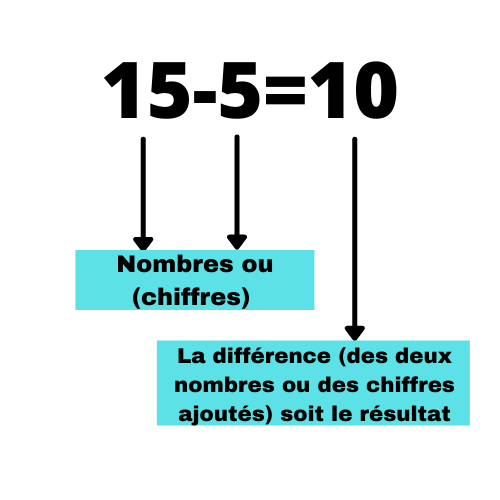 15-5=10
Nombres ou
(chiffres)
La différence (des deux
nombres ou des chiffres
ajoutés) soit le résultat